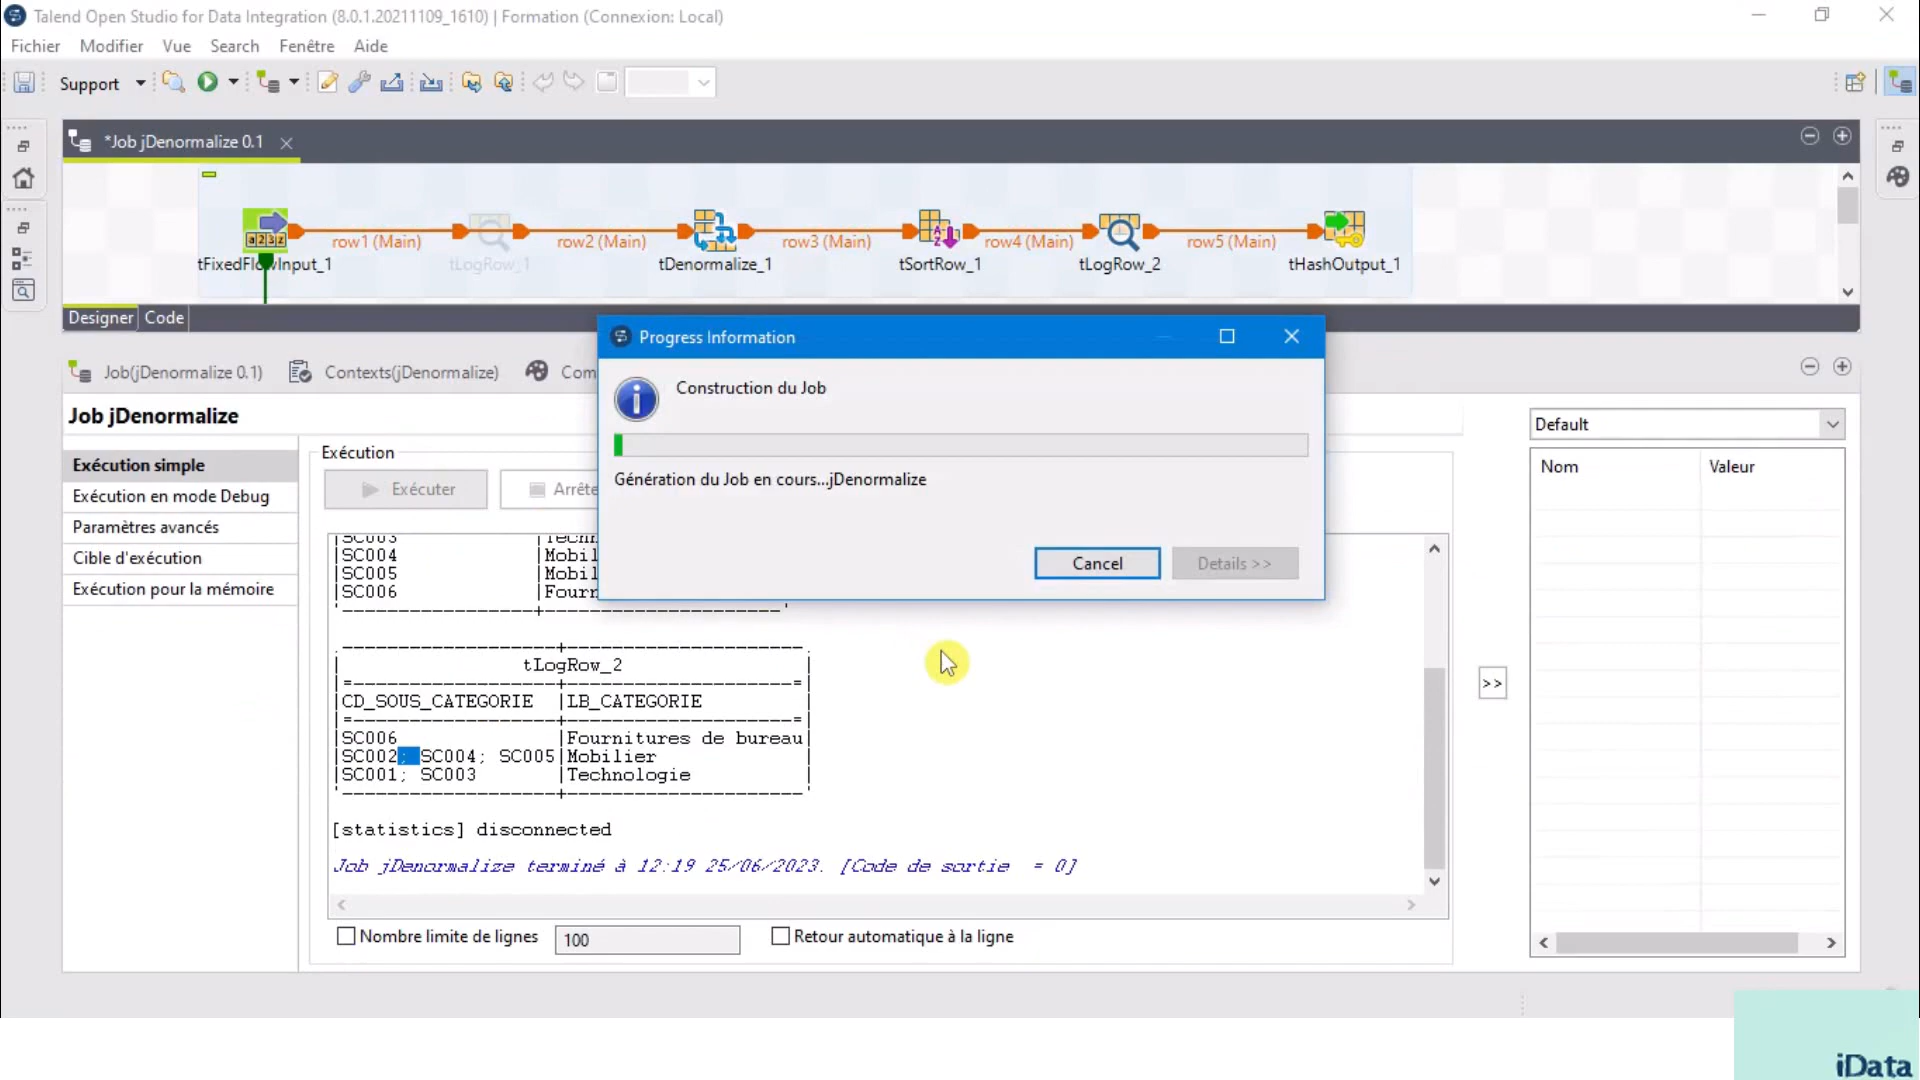 Talend Open Studio for Data Integration (8.0.1.20211109_1610) | Formation (Connexion: Local)
Fichier Modifier Vue Search Fenêtre Aide
Support
*Job jDenormalize 0.1
row1 (Main) row2 (Main) row3 (Main) row4 (Main) row5 (Main)
tFixedFlowInput_1 tLogRow_1 tDenormalize_1 tSortRow_1 tLogRow_2 tHashOutput_1
Designer Code
Progress Information
Construction du Job
Génération du Job en cours...jDenormalize
Cancel Details >>
Job(jDenormalize 0.1) Contexts(jDenormalize) Com
Job jDenormalize
Default
Exécution simple
Exécution en mode Debug
Paramètres avancés
Cible d'exécution
Exécution pour la mémoire
Exécution
Exécuter Arrête
Nom Valeur
|SC003 |Techn
|SC004 |Mobil
|SC005 |Mobil
|SC006 |Fourn
'-------------------+---------------------'
.-------------------+---------------------.
| tLogRow_2 |
|=------------------+--------------------=|
|CD_SOUS_CATEGORIE |LB_CATEGORIE |
|=------------------+--------------------=|
|SC006 |Fournitures de bureau|
|SC002; SC004; SC005|Mobilier |
|SC001; SC003 |Technologie |
'-------------------+---------------------'
[statistics] disconnected
Job jDenormalize terminé à 12:19 25/06/2023. [Code de sortie = 0]
>>
Nombre limite de lignes 100 Retour automatique à la ligne
iData